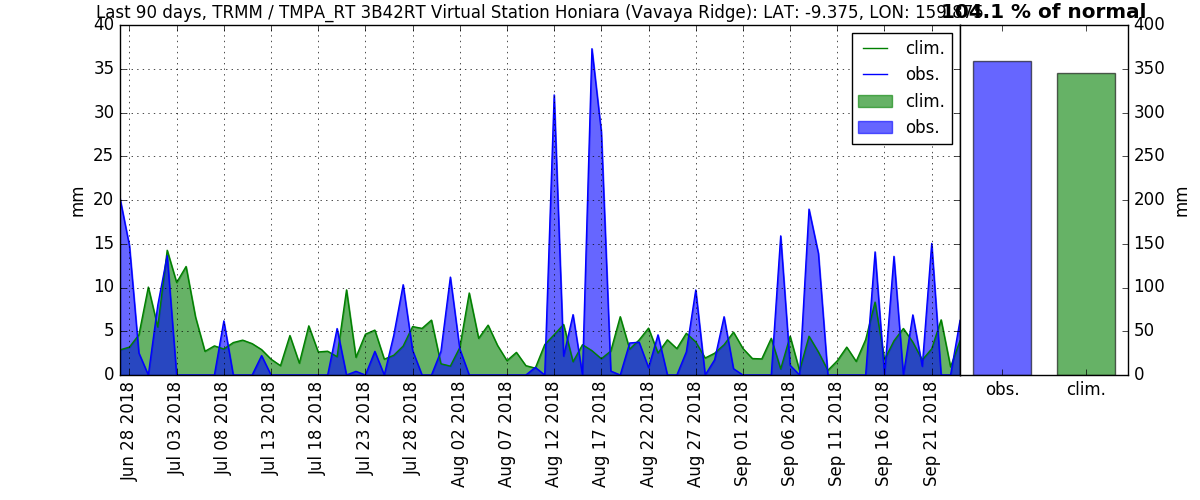 Last 90 days, TRMM / TMPA_RT 3B42RT Virtual Station Honiara (Vavaya Ridge): LAT: -9.375, LON:
104.1 % of normal
40
35
30
25
20
15
10
5
0
mm
clim.
obs.
clim.
obs.
400
350
300
250
200
150
100
50
0
mm
Jun 28 2018
Jul 03 2018
Jul 08 2018
Jul 13 2018
Jul 18 2018
Jul 23 2018
Jul 28 2018
Aug 02 2018
Aug 07 2018
Aug 12 2018
Aug 17 2018
Aug 22 2018
Aug 27 2018
Sep 01 2018
Sep 06 2018
Sep 11 2018
Sep 16 2018
Sep 21 2018
obs.
clim.